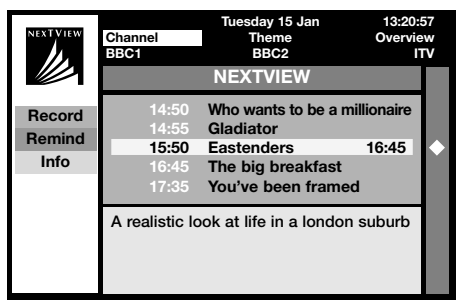 NEXTVIEW
Tuesday 15 Jan 13:20:57
Channel Theme Overview
BBC1 BBC2 ITV
NEXTVIEW
Record
Remind
Info
14:50 Who wants to be a millionaire
14:55 Gladiator
15:50 Eastenders 16:45
16:45 The big breakfast
17:35 You've been framed
A realistic look at life in a london suburb